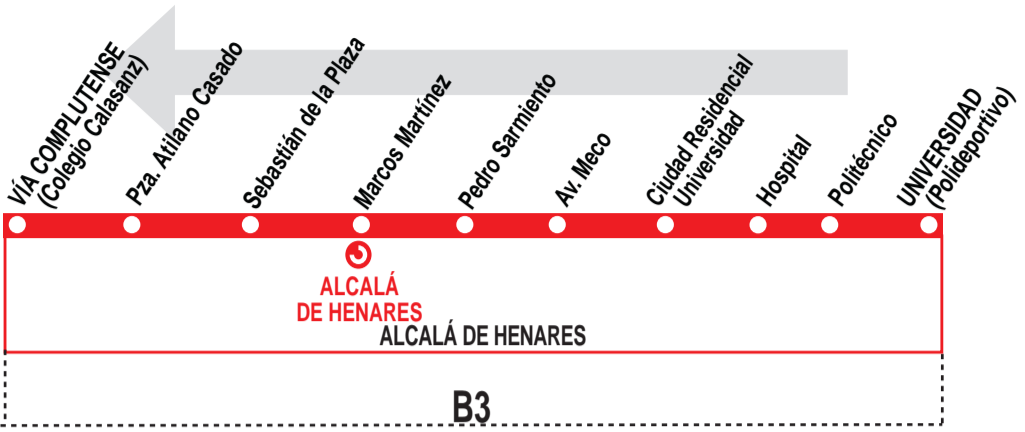 VÍA COMPLUTENSE
(Colegio Calasanz)
Pza. Atilano Casado
Sebastián de la Plaza
Marcos Martínez
Pedro Sarmiento
Av. Meco
Ciudad Residencial
Universidad
Hospital
Politécnico
UNIVERSIDAD
(Polideportivo)
ALCALÁ
DE HENARES
ALCALÁ DE HENARES
B3